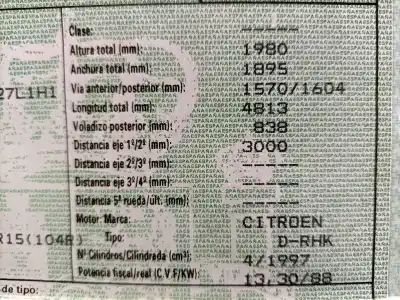 Clase: -----
Altura total (mm): 1980
Anchura total (mm): 1895
27L1H1 Vía anterior/posterior (mm): 1570/1604
Longitud total (mm): 4813
Voladizo posterior (mm): 838
Distancia eje 1º/2º (mm): 3000
Distancia eje 2º/3º (mm): -----
Distancia eje 3º/4º (mm): -----
Distancia 5ª rueda/últ. (mm): -----
Motor: Marca: CITROEN
R15(104R) Tipo: D-RHK
Nº Cilindros/Cilindrada (cm³): 4/1997
Potencia fiscal/real (C.V.F/KW): 13,30/88
de tipo: